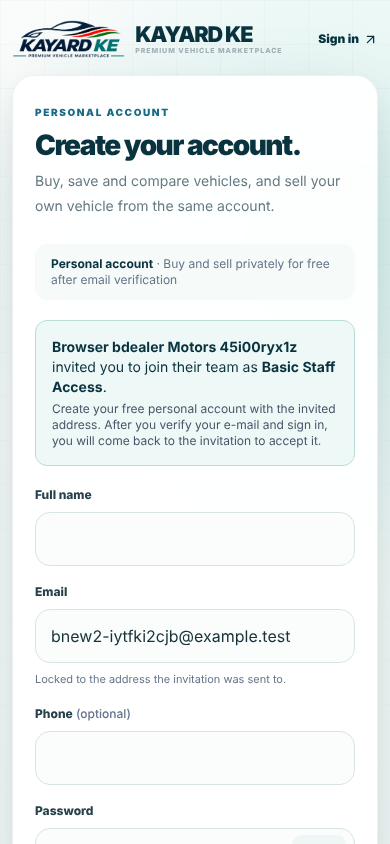 KAYARD KE
PREMIUM VEHICLE MARKETPLACE
KAYARD KE
PREMIUM VEHICLE MARKETPLACE
Sign in ↗
PERSONAL ACCOUNT
Create your account.
Buy, save and compare vehicles, and sell your
own vehicle from the same account.
Personal account · Buy and sell privately for free
after email verification
Browser bdealer Motors 45i00ryx1z
invited you to join their team as Basic Staff
Access.
Create your free personal account with the invited
address. After you verify your e-mail and sign in,
you will come back to the invitation to accept it.
Full name
Email
bnew2-iytfki2cjb@example.test
Locked to the address the invitation was sent to.
Phone (optional)
Password